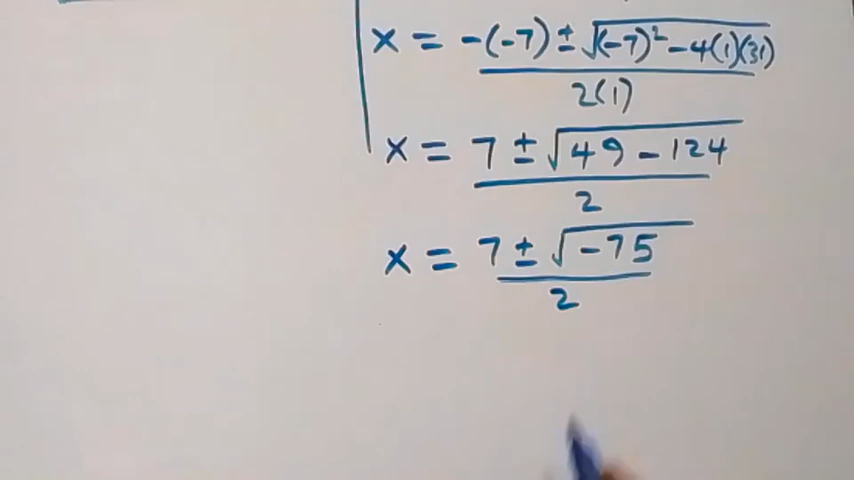 x = -(-7) ± √(-7)² - 4(1)(31)
2(1)
x = 7 ± √49 - 124
2
x = 7 ± √-75
2